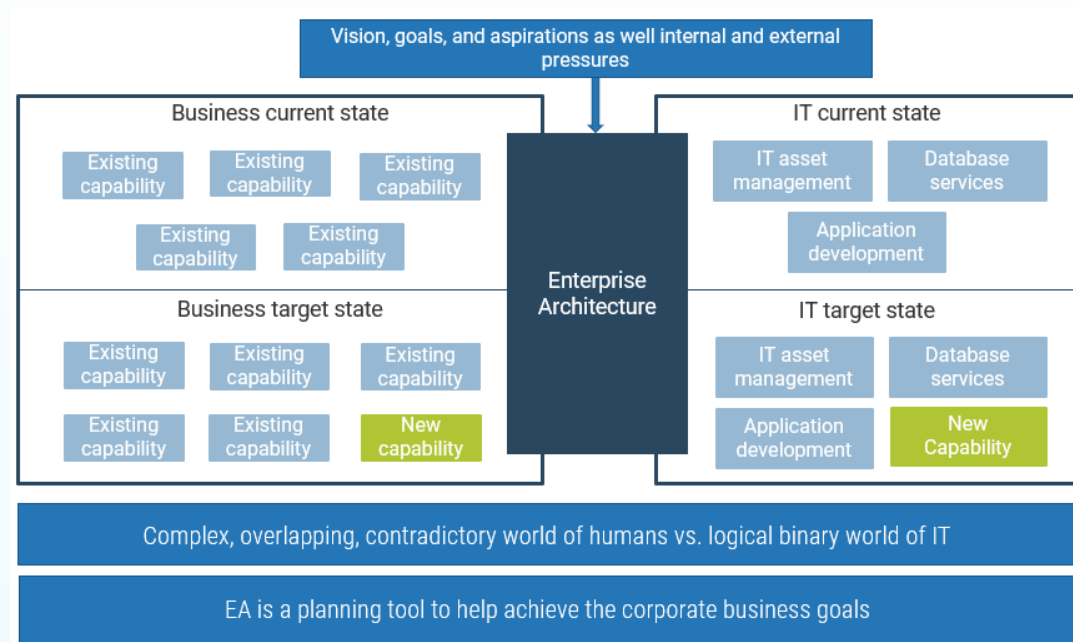 Vision, goals, and aspirations as well internal and external
pressures
Business current state
Existing
capability
Existing
capability
Existing
capability
Existing
capability
Existing
capability
Business target state
Existing
capability
Existing
capability
Existing
capability
Existing
capability
Existing
capability
New
capability
Enterprise
Architecture
IT current state
IT asset
management
Database
services
Application
development
IT target state
IT asset
management
Database
services
Application
development
New
Capability
Complex, overlapping, contradictory world of humans vs. logical binary world of IT
EA is a planning tool to help achieve the corporate business goals